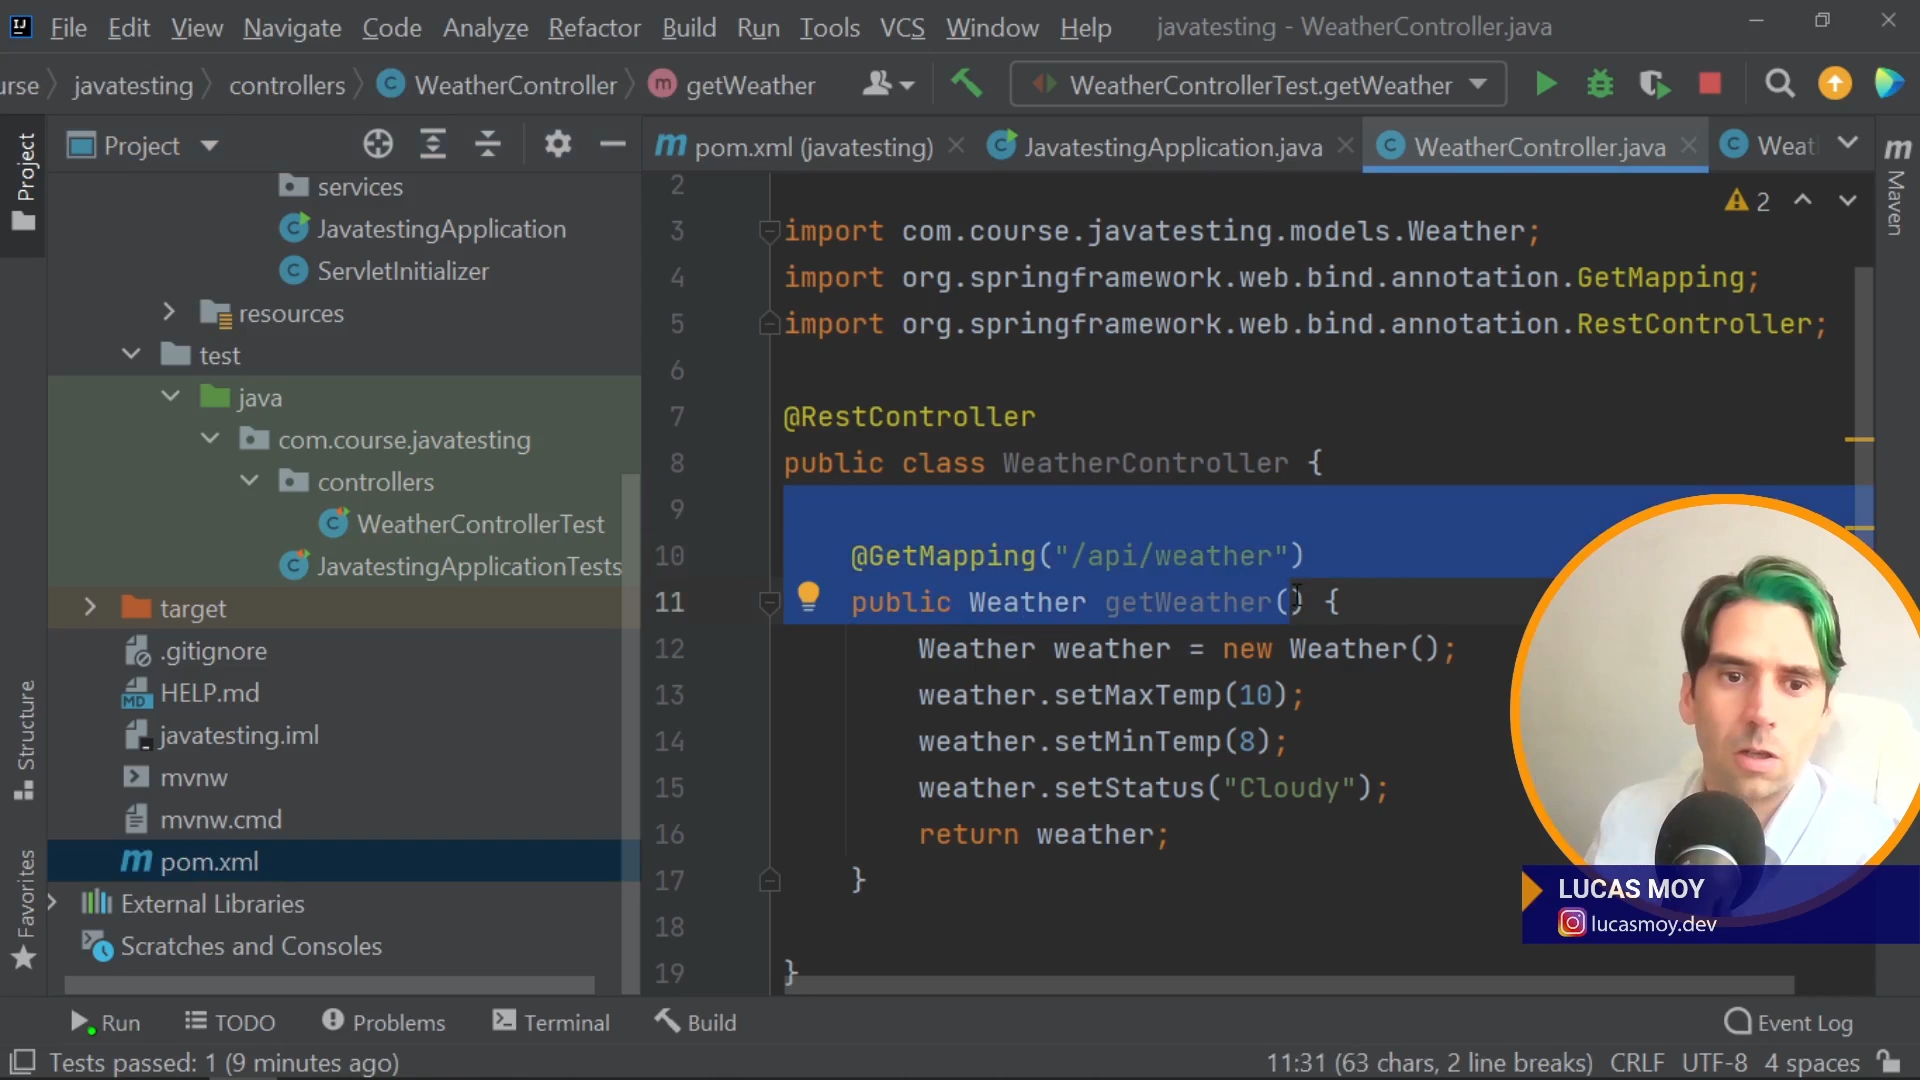 File Edit View Navigate Code Analyze Refactor Build Run Tools VCS Window Help javatesting - WeatherController.java
urse javatesting controllers WeatherController getWeather WeatherControllerTest.getWeather
Project
pom.xml (javatesting) JavatestingApplication.java WeatherController.java Weat
Project
Maven
Structure
Favorites
services
JavatestingApplication
ServletInitializer
resources
test
java
com.course.javatesting
controllers
WeatherControllerTest
JavatestingApplicationTests
target
.gitignore
HELP.md
javatesting.iml
mvnw
mvnw.cmd
pom.xml
External Libraries
Scratches and Consoles
2
2
3 import com.course.javatesting.models.Weather;
4 import org.springframework.web.bind.annotation.GetMapping;
5 import org.springframework.web.bind.annotation.RestController;
6
7 @RestController
8 public class WeatherController {
9
10 @GetMapping("/api/weather")
11 public Weather getWeather() {
12 Weather weather = new Weather();
13 weather.setMaxTemp(10);
14 weather.setMinTemp(8);
15 weather.setStatus("Cloudy");
16 return weather;
17 }
18
19 }
LUCAS MOY
lucasmoy.dev
Run TODO Problems Terminal Build Event Log
Tests passed: 1 (9 minutes ago) 11:31 (63 chars, 2 line breaks) CRLF UTF-8 4 spaces